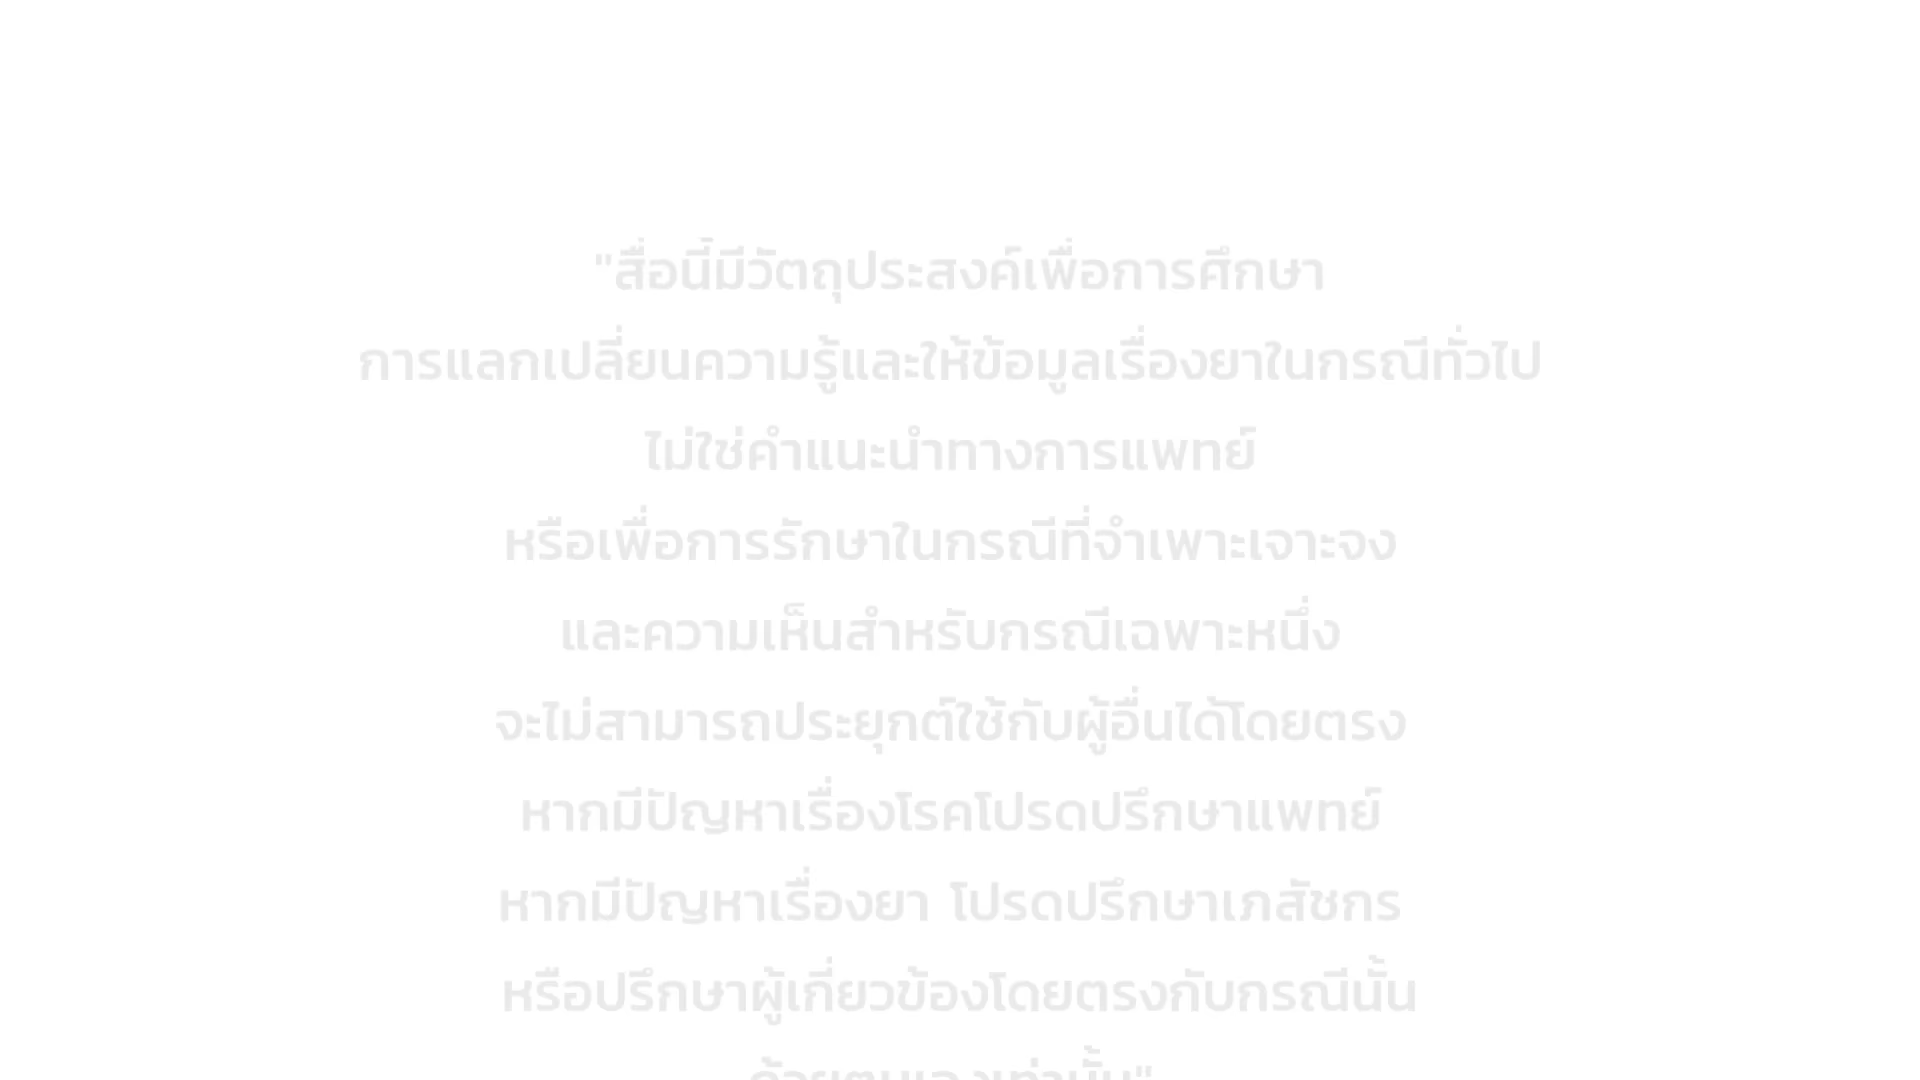 "สื่อนี้มีวัตถุประสงค์เพื่อการศึกษา
การแลกเปลี่ยนความรู้และให้ข้อมูลเรื่องยาในกรณีทั่วไป
ไม่ใช่คำแนะนำทางการแพทย์
หรือเพื่อการรักษาในกรณีที่จำเพาะเจาะจง
และความเห็นสำหรับกรณีเฉพาะหนึ่ง
จะไม่สามารถประยุกต์ใช้กับผู้อื่นได้โดยตรง
หากมีปัญหาเรื่องโรคโปรดปรึกษาแพทย์
หากมีปัญหาเรื่องยา โปรดปรึกษาเภสัชกร
หรือปรึกษาผู้เกี่ยวข้องโดยตรงกับกรณีนั้น
ด้วยตนเองเท่านั้น"